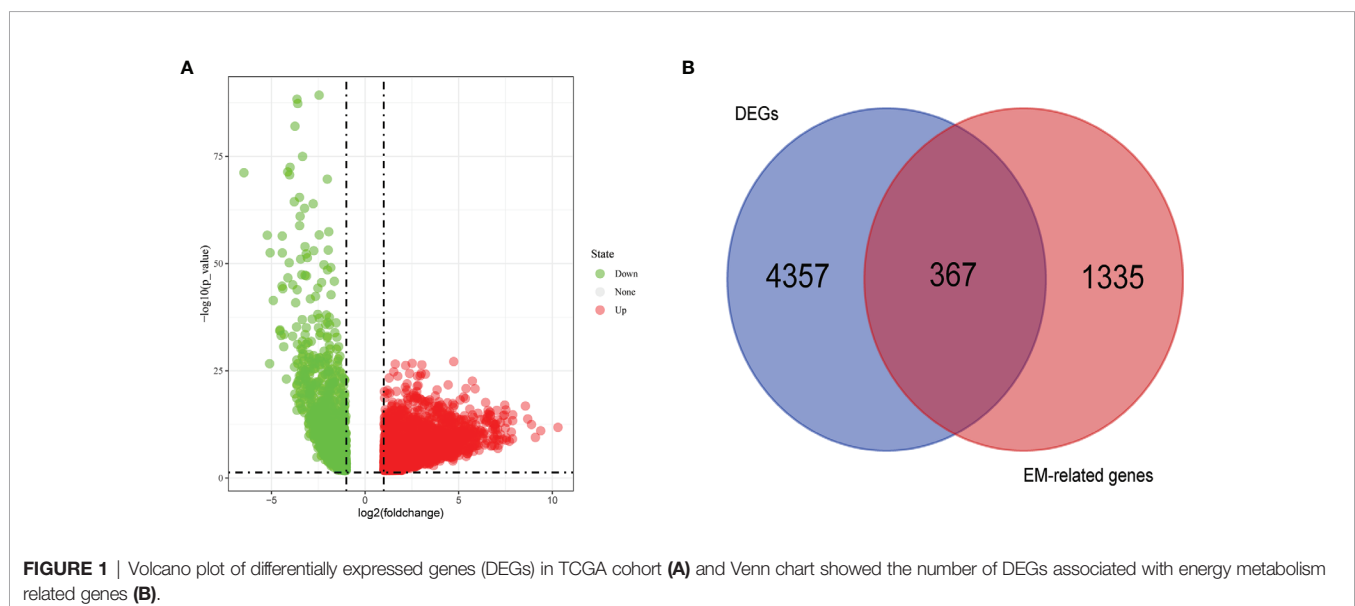 A
75
50
25
0
−log10(p_value)
−5
0
5
10
log2(foldchange)
State
Down
None
Up
B
DEGs
4357
367
1335
EM-related genes
FIGURE 1 | Volcano plot of differentially expressed genes (DEGs) in TCGA cohort (A) and Venn chart showed the number of DEGs associated with energy metabolism
related genes (B).